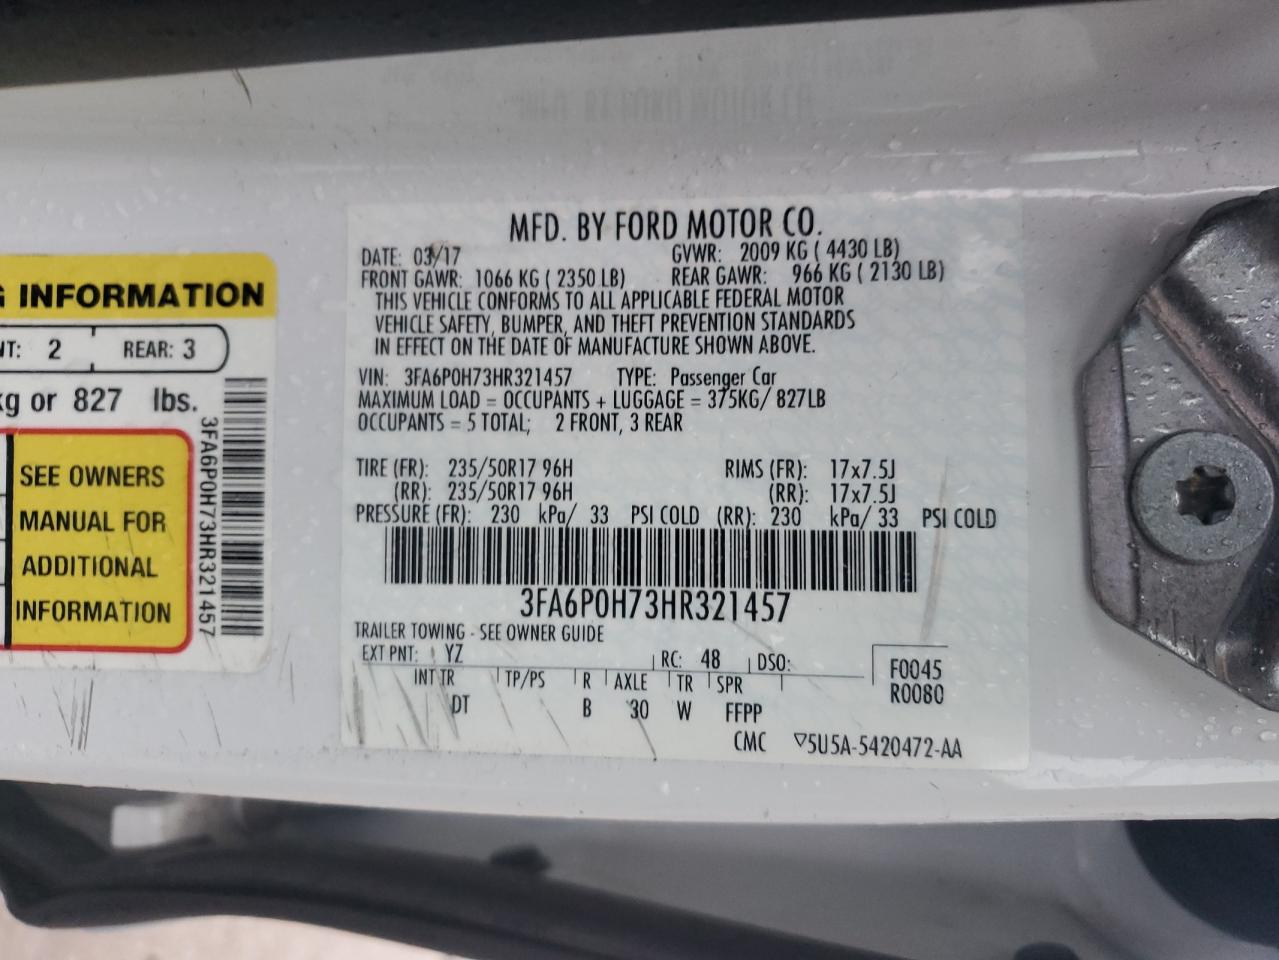 MFD. BY FORD MOTOR CO.
DATE: 03/17 GVWR: 2009 KG ( 4430 LB)
FRONT GAWR: 1066 KG ( 2350 LB) REAR GAWR: 966 KG ( 2130 LB)
THIS VEHICLE CONFORMS TO ALL APPLICABLE FEDERAL MOTOR
VEHICLE SAFETY, BUMPER, AND THEFT PREVENTION STANDARDS
IN EFFECT ON THE DATE OF MANUFACTURE SHOWN ABOVE.
VIN: 3FA6P0H73HR321457 TYPE: Passenger Car
MAXIMUM LOAD = OCCUPANTS + LUGGAGE = 375KG/ 827LB
OCCUPANTS = 5 TOTAL; 2 FRONT, 3 REAR
TIRE (FR): 235/50R17 96H RIMS (FR): 17x7.5J
(RR): 235/50R17 96H (RR): 17x7.5J
PRESSURE (FR): 230 kPa/ 33 PSI COLD (RR): 230 kPa/ 33 PSI COLD
3FA6P0H73HR321457
TRAILER TOWING - SEE OWNER GUIDE
EXT PNT: YZ RC: 48 DSO:
F0045
R0080
INT TR TP/PS R AXLE TR SPR
DT B 30 W FFPP
CMC ▽5U5A-5420472-AA
G INFORMATION
NT: 2 REAR: 3
kg or 827 lbs.
SEE OWNERS
MANUAL FOR
ADDITIONAL
INFORMATION
3FA6P0H73HR321457